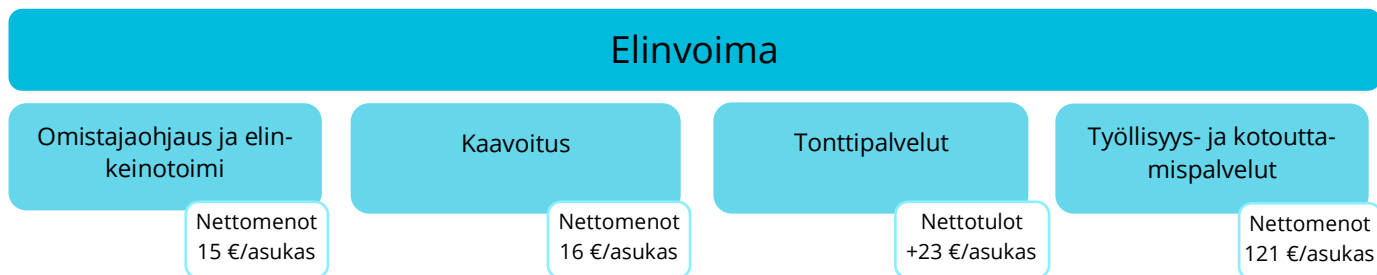 Elinvoima
Omistajaohjaus ja elin-
keinotoimi
Nettomenot
15 €/asukas
Kaavoitus
Nettomenot
16 €/asukas
Tonttipalvelut
Nettotulot
+23 €/asukas
Työllisyys- ja kotoutta-
mispalvelut
Nettomenot
121 €/asukas